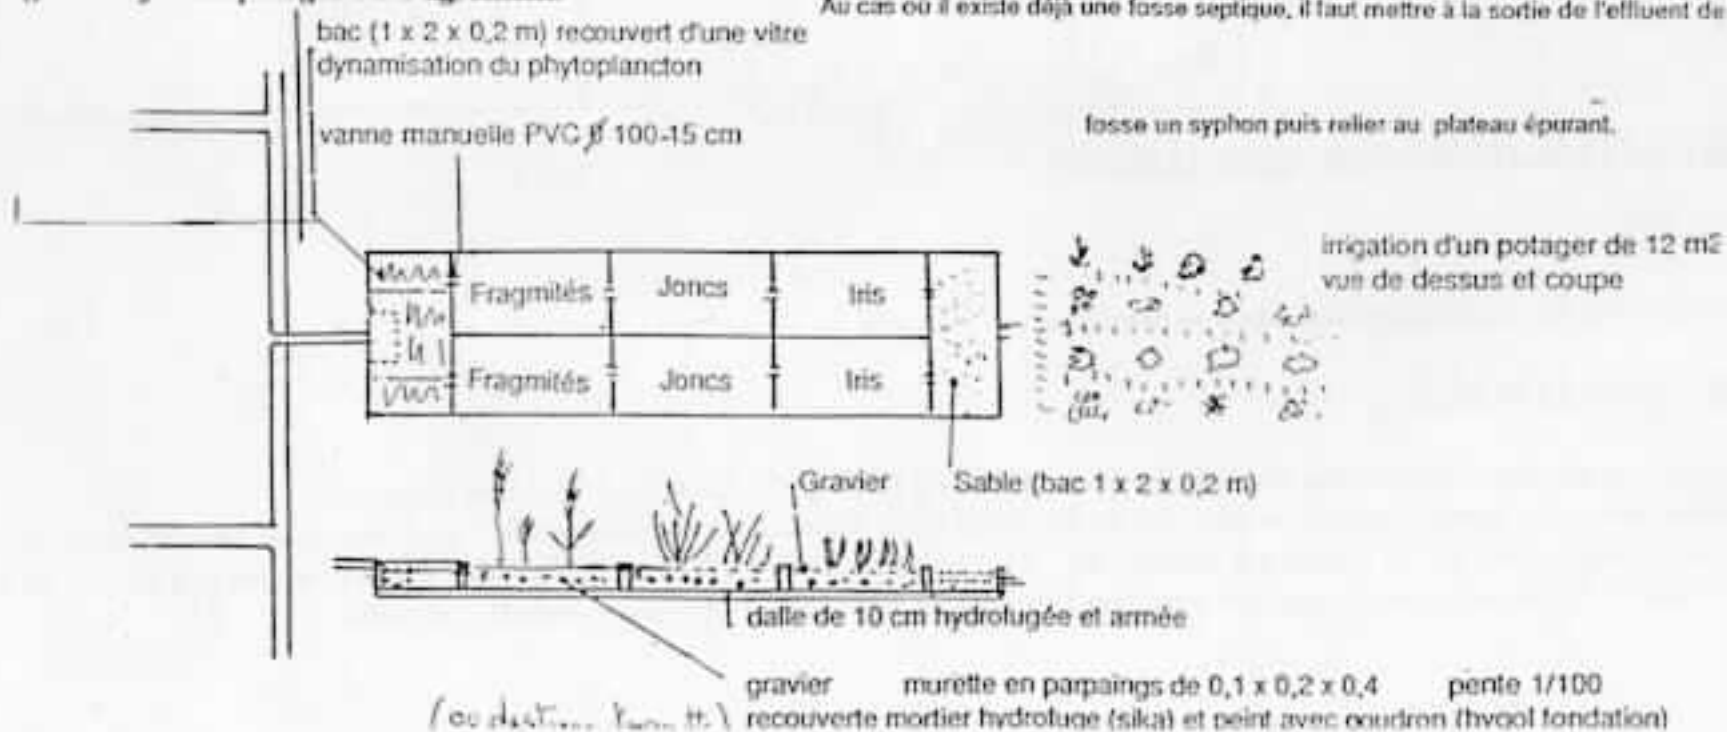 Au cas où il existe déjà une fosse septique, il faut mettre à la sortie de l'effluent de
bac (1 x 2 x 0,2 m) recouvert d'une vitre
dynamisation du phytoplancton
fosse un syphon puis relier au plateau épurant.
vanne manuelle PVC ø 100-15 cm
irrigation d'un potager de 12 m2
vue de dessus et coupe
Fragmités Joncs Iris
Fragmités Joncs Iris
Gravier Sable (bac 1 x 2 x 0,2 m)
dalle de 10 cm hydrofugée et armée
gravier murette en parpaings de 0,1 x 0,2 x 0,4 pente 1/100
recouverte mortier hydrofuge (sika) et peint avec goudron (hygol fondation)